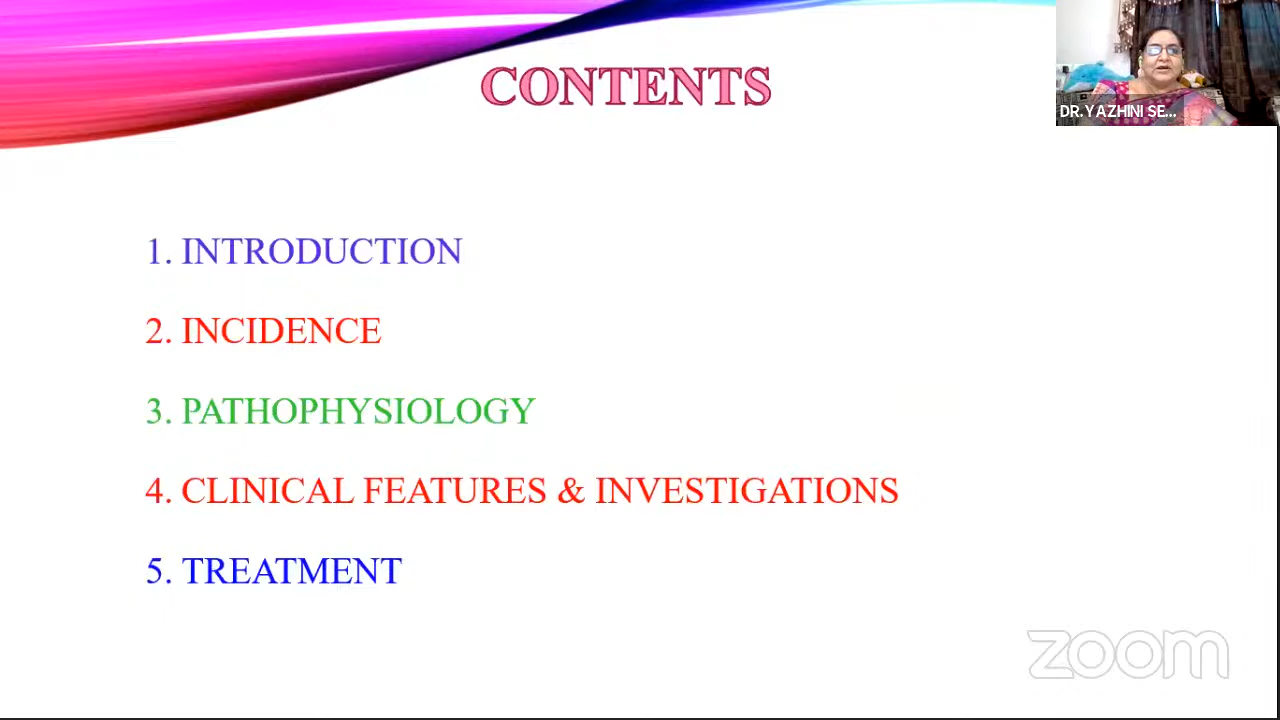 CONTENTS
DR.YAZHINI SE...
1. INTRODUCTION
2. INCIDENCE
3. PATHOPHYSIOLOGY
4. CLINICAL FEATURES & INVESTIGATIONS
5. TREATMENT
zoom